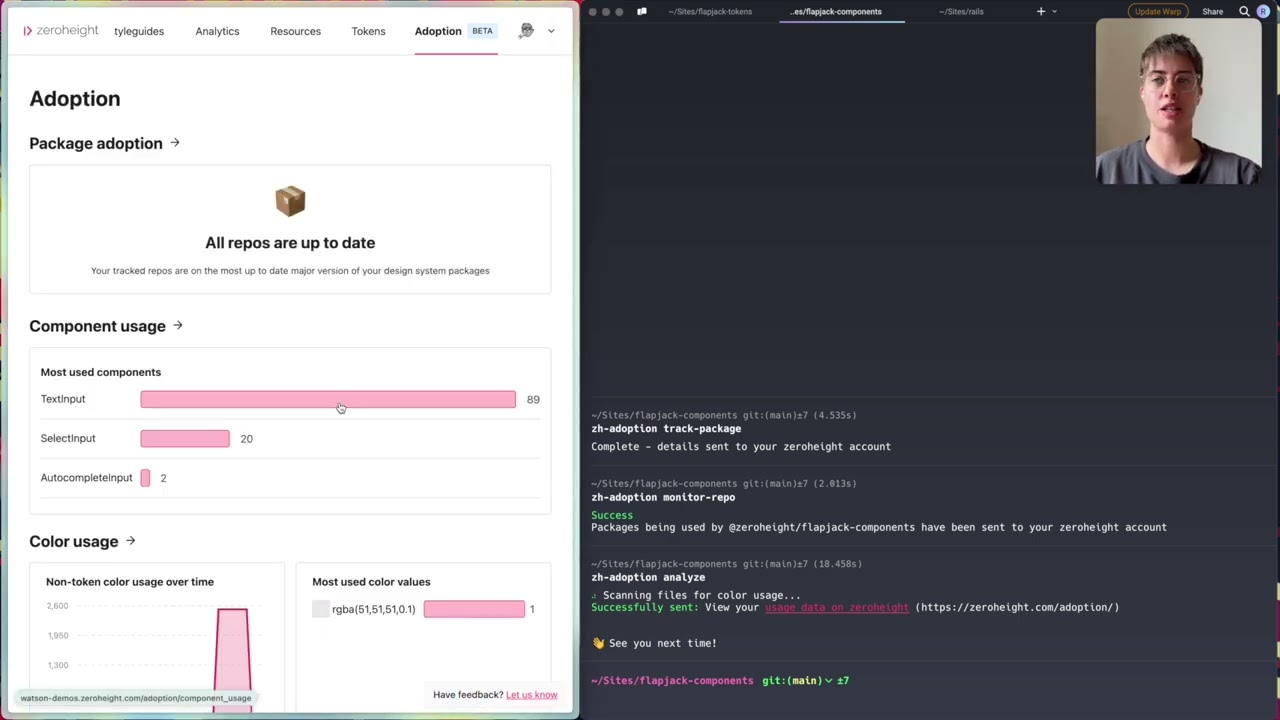 zeroheight
tyleguides
Analytics
Resources
Tokens
Adoption
BETA
Adoption
Package adoption →
All repos are up to date
Your tracked repos are on the most up to date major version of your design system packages
Component usage →
Most used components
TextInput 89
SelectInput 20
AutocompleteInput 2
Color usage →
Non-token color usage over time
2,600
1,950
1,300
Most used color values
rgba(51,51,51,0.1) 1
Have feedback? Let us know
watson-demos.zeroheight.com/adoption/component_usage
~/Sites/flapjack-tokens
..es/flapjack-components
~/Sites/rails
+
Update Warp
Share
R
~/Sites/flapjack-components git:(main)±7 (4.535s)
zh-adoption track-package
Complete - details sent to your zeroheight account
~/Sites/flapjack-components git:(main)±7 (2.013s)
zh-adoption monitor-repo
Success
Packages being used by @zeroheight/flapjack-components have been sent to your zeroheight account
~/Sites/flapjack-components git:(main)±7 (18.458s)
zh-adoption analyze
Scanning files for color usage...
Successfully sent: View your usage data on zeroheight (https://zeroheight.com/adoption/)
👋 See you next time!
~/Sites/flapjack-components git:(main) ±7